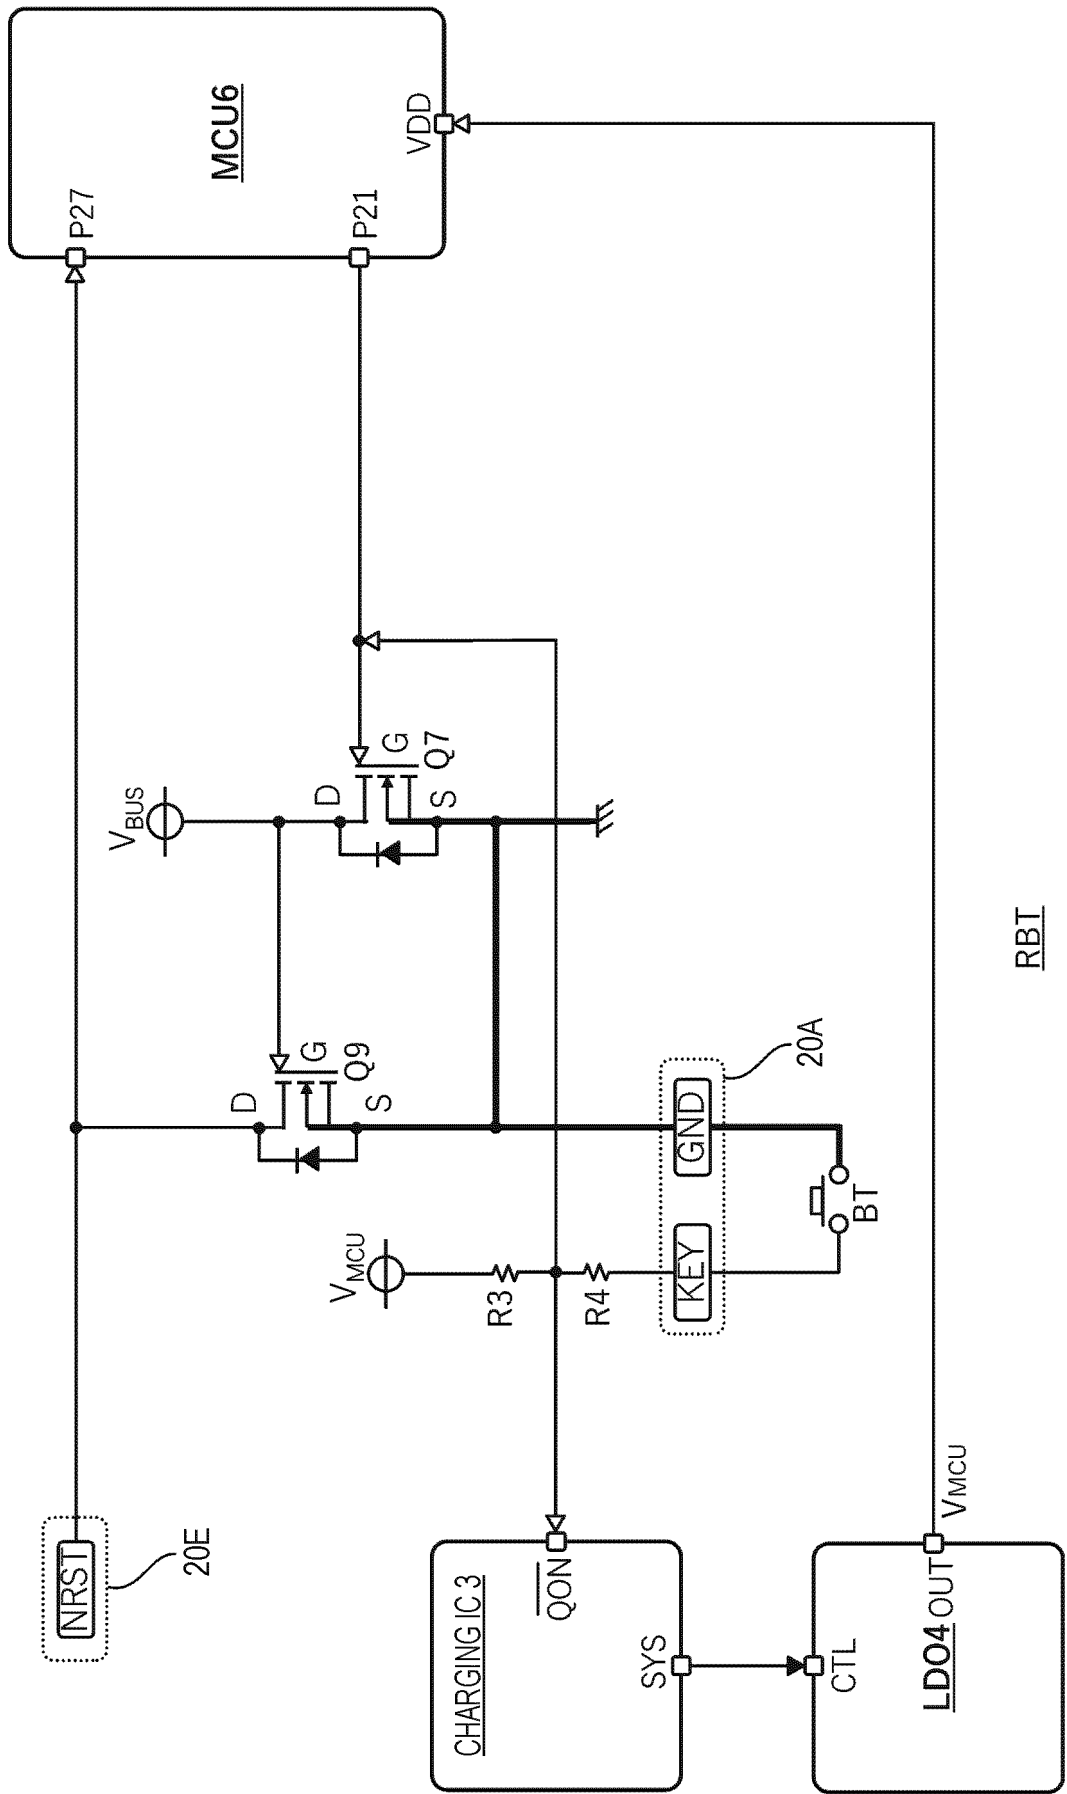 MCU6
P27
P21
VDD
VBUS
D
G
Q7
S
D
G
Q9
S
VMCU
R3
R4
KEY
GND
20A
BT
RBT
NRST
20E
CHARGING IC 3
QON
SYS
CTL
LDO4
OUT
VMCU